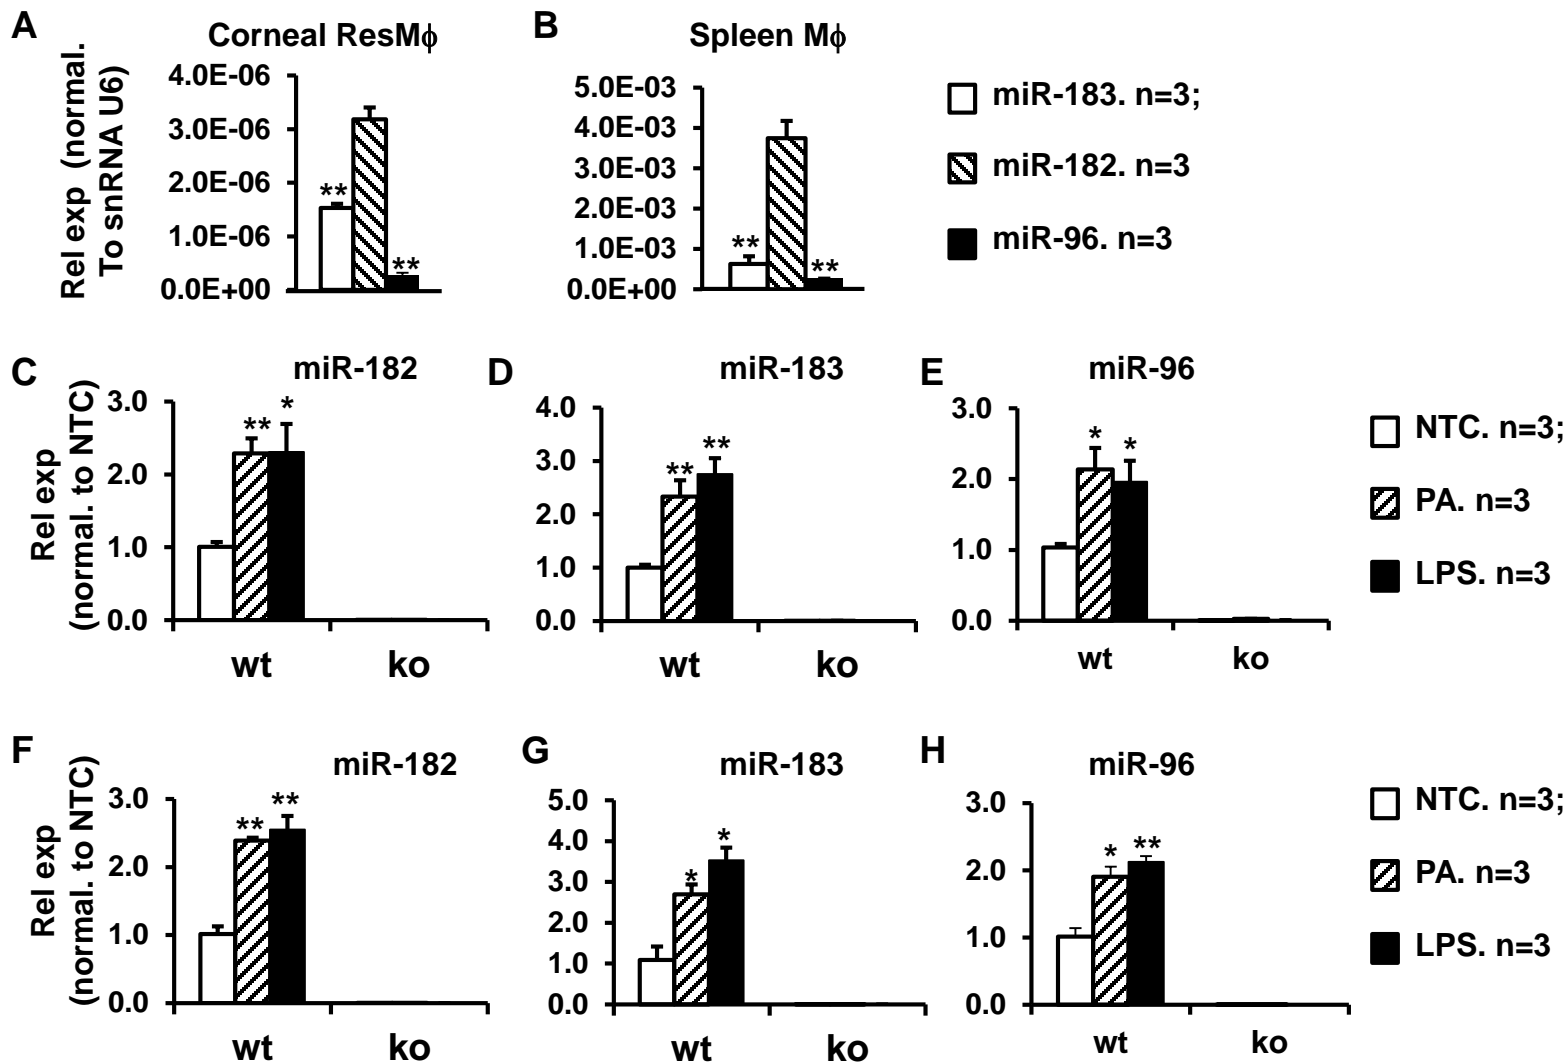 A
Corneal ResMϕ
Rel exp (normal.
To snRNA U6)
4.0E-06
3.0E-06
2.0E-06
1.0E-06
0.0E+00
**
**
B
Spleen Mϕ
5.0E-03
4.0E-03
3.0E-03
2.0E-03
1.0E-03
0.0E+00
**
**
miR-183. n=3;
miR-182. n=3
miR-96. n=3
C
miR-182
Rel exp
(normal. to NTC)
3.0
2.0
1.0
0.0
**
*
wt
ko
D
miR-183
4.0
3.0
2.0
1.0
0.0
**
**
wt
ko
E
miR-96
3.0
2.0
1.0
0.0
*
*
wt
ko
NTC. n=3;
PA. n=3
LPS. n=3
F
miR-182
Rel exp
(normal. to NTC)
3.0
2.0
1.0
0.0
**
**
wt
ko
G
miR-183
5.0
4.0
3.0
2.0
1.0
0.0
*
*
wt
ko
H
miR-96
3.0
2.0
1.0
0.0
*
**
wt
ko
NTC. n=3;
PA. n=3
LPS. n=3